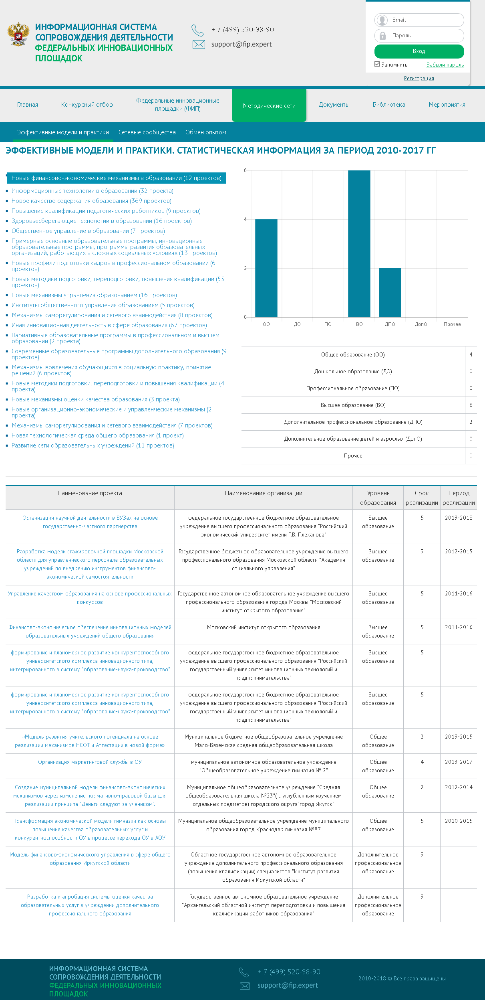 ИНФОРМАЦИОННАЯ СИСТЕМА
СОПРОВОЖДЕНИЯ ДЕЯТЕЛЬНОСТИ
ФЕДЕРАЛЬНЫХ ИННОВАЦИОННЫХ
ПЛОЩАДОК
+ 7 (499) 520-98-90
support@fip.expert
Email
Пароль
Вход
Запомнить
Забыли пароль
Регистрация
Главная
Конкурсный отбор
Федеральные инновационные
площадки (ФИП)
Методические сети
Документы
Библиотека
Мероприятия
Эффективные модели и практики
Сетевые сообщества
Обмен опытом
ЭФФЕКТИВНЫЕ МОДЕЛИ И ПРАКТИКИ. СТАТИСТИЧЕСКАЯ ИНФОРМАЦИЯ ЗА ПЕРИОД 2010-2017 ГГ
Новые финансово-экономические механизмы в образовании (12 проектов)
Информационные технологии в образовании (32 проекта)
Новое качество содержания образования (369 проектов)
Повышение квалификации педагогических работников (9 проектов)
Здоровьесберегающие технологии в образовании (16 проектов)
Общественное управление в образовании (7 проектов)
Примерные основные образовательные программы, инновационные
образовательные программы, программы развития образовательных
организаций, работающих в сложных социальных условиях (13 проектов)
Новые профили подготовки кадров в профессиональном образовании (6
проектов)
Новые методики подготовки, переподготовки, повышения квалификации (55
проектов)
Новые механизмы управления образованием (16 проектов)
Институты общественного управления образованием (5 проектов)
Механизмы саморегулирования и сетевого взаимодействия (8 проектов)
Иная инновационная деятельность в сфере образования (67 проектов)
Вариативные образовательные программы в профессиональном и высшем
образовании (2 проекта)
Современные образовательные программы дополнительного образования (9
проектов)
Механизмы вовлечения обучающихся в социальную практику, принятие
решений (6 проектов)
Новые методики подготовки, переподготовки и повышения квалификации (4
проекта)
Новые механизмы оценки качества образования (3 проекта)
Новые организационно-экономические и управленческие механизмы (2
проекта)
Механизмы саморегулирования и сетевого взаимодействия (7 проектов)
Новая технологическая среда общего образования (1 проект)
Развитие сети образовательных учреждений (11 проектов)
6
4
2
0
ОО ДО ПО ВО ДПО ДопО Прочее
Общее образование (ОО) 4
Дошкольное образование (ДО) 0
Профессиональное образование (ПО) 0
Высшее образование (ВО) 6
Дополнительное профессиональное образование (ДПО) 2
Дополнительное образование детей и взрослых (ДопО) 0
Прочее 0
Наименование проекта Наименование организации Уровень Срок Период
образования реализации реализации
Организация научной деятельности в ВУЗах на основе федеральное государственное бюджетное образовательное Высшее 5 2013-2018
государственно-частного партнерства учреждение высшего профессионального образования "Российский образование
экономический университет имени Г.В. Плеханова"
Разработка модели стажировочной площадки Московской Государственное бюджетное образовательное учреждение высшего Высшее 3 2012-2015
области для управленческого персонала образовательных профессионального образования Московской области "Академия образование
учреждений по внедрению инструментов финансово- социального управления"
экономической самостоятельности
Управление качеством образования на основе профессиональных Государственное автономное образовательное учреждение высшего Высшее 5 2011-2016
конкурсов профессионального образования города Москвы "Московский образование
институт открытого образования"
Финансово-экономическое обеспечение инновационных моделей Московский институт открытого образования Высшее 5 2011-2016
образовательных учреждений общего образования образование
формирование и планомерное развитие конкурентоспособного федеральное государственное бюджетное образовательное Высшее 5
университетского комплекса инновационного типа, учреждение высшего профессионального образования "Российский образование
интегрированного в систему "образование-наука-производство" государственный университет инновационных технологий и
предпринимательства"
формирование и планомерное развитие конкурентоспособного федеральное государственное бюджетное образовательное Высшее 5
университетского комплекса инновационного типа, учреждение высшего профессионального образования "Российский образование
интегрированного в систему "образование-наука-производство" государственный университет инновационных технологий и
предпринимательства"
«Модель развития учительского потенциала на основе Муниципальное бюджетное общеобразовательное учреждение Общее 2 2013-2015
реализации механизмов НСОТ и Аттестации в новой форме» Мало-Вяземская средняя общеобразовательная школа образование
Организация маркетинговой службы в ОУ муниципальное автономное образовательное учреждение Общее 4 2013-2017
"Общеобразовательное учреждение гимназия № 2" образование
Создание муниципальной модели финансово-экономических Муниципальное общеобразовательное учреждение "Средняя Общее 2 2012-2014
механизмов через изменение нормативно-правовой базы для общеобразовательная школа №23"( с углубленным изучением образование
реализации принципа "Деньги следуют за учеником". отдельных предметов) городского округа"город Якутск"
Трансформация экономической модели гимназии как основы Муниципальное общеобразовательное учреждение муниципального Общее 5 2010-2015
повышения качества образовательных услуг и образования город Краснодар гимназия №87 образование
конкурентноспособности ОУ в процессе перехода ОУ в АОУ
Модель финансово-экономического управления в сфере общего Областное государственное автономное образовательное Дополнительное 3
образования Иркутской области учреждение дополнительного профессионального образования профессиональное
(повышения квалификации) специалистов "Институт развития образование
образования Иркутской области"
Разработка и апробация системы оценки качества Государственное автономное образовательное учреждение Дополнительное 3
образовательных услуг в учреждении дополнительного "Архангельский областной институт переподготовки и повышения профессиональное
профессионального образования квалификации работников образования" образование
ИНФОРМАЦИОННАЯ СИСТЕМА
СОПРОВОЖДЕНИЯ ДЕЯТЕЛЬНОСТИ
ФЕДЕРАЛЬНЫХ ИННОВАЦИОННЫХ
ПЛОЩАДОК
+ 7 (499) 520-98-90
support@fip.expert
2010-2018 © Все права защищены